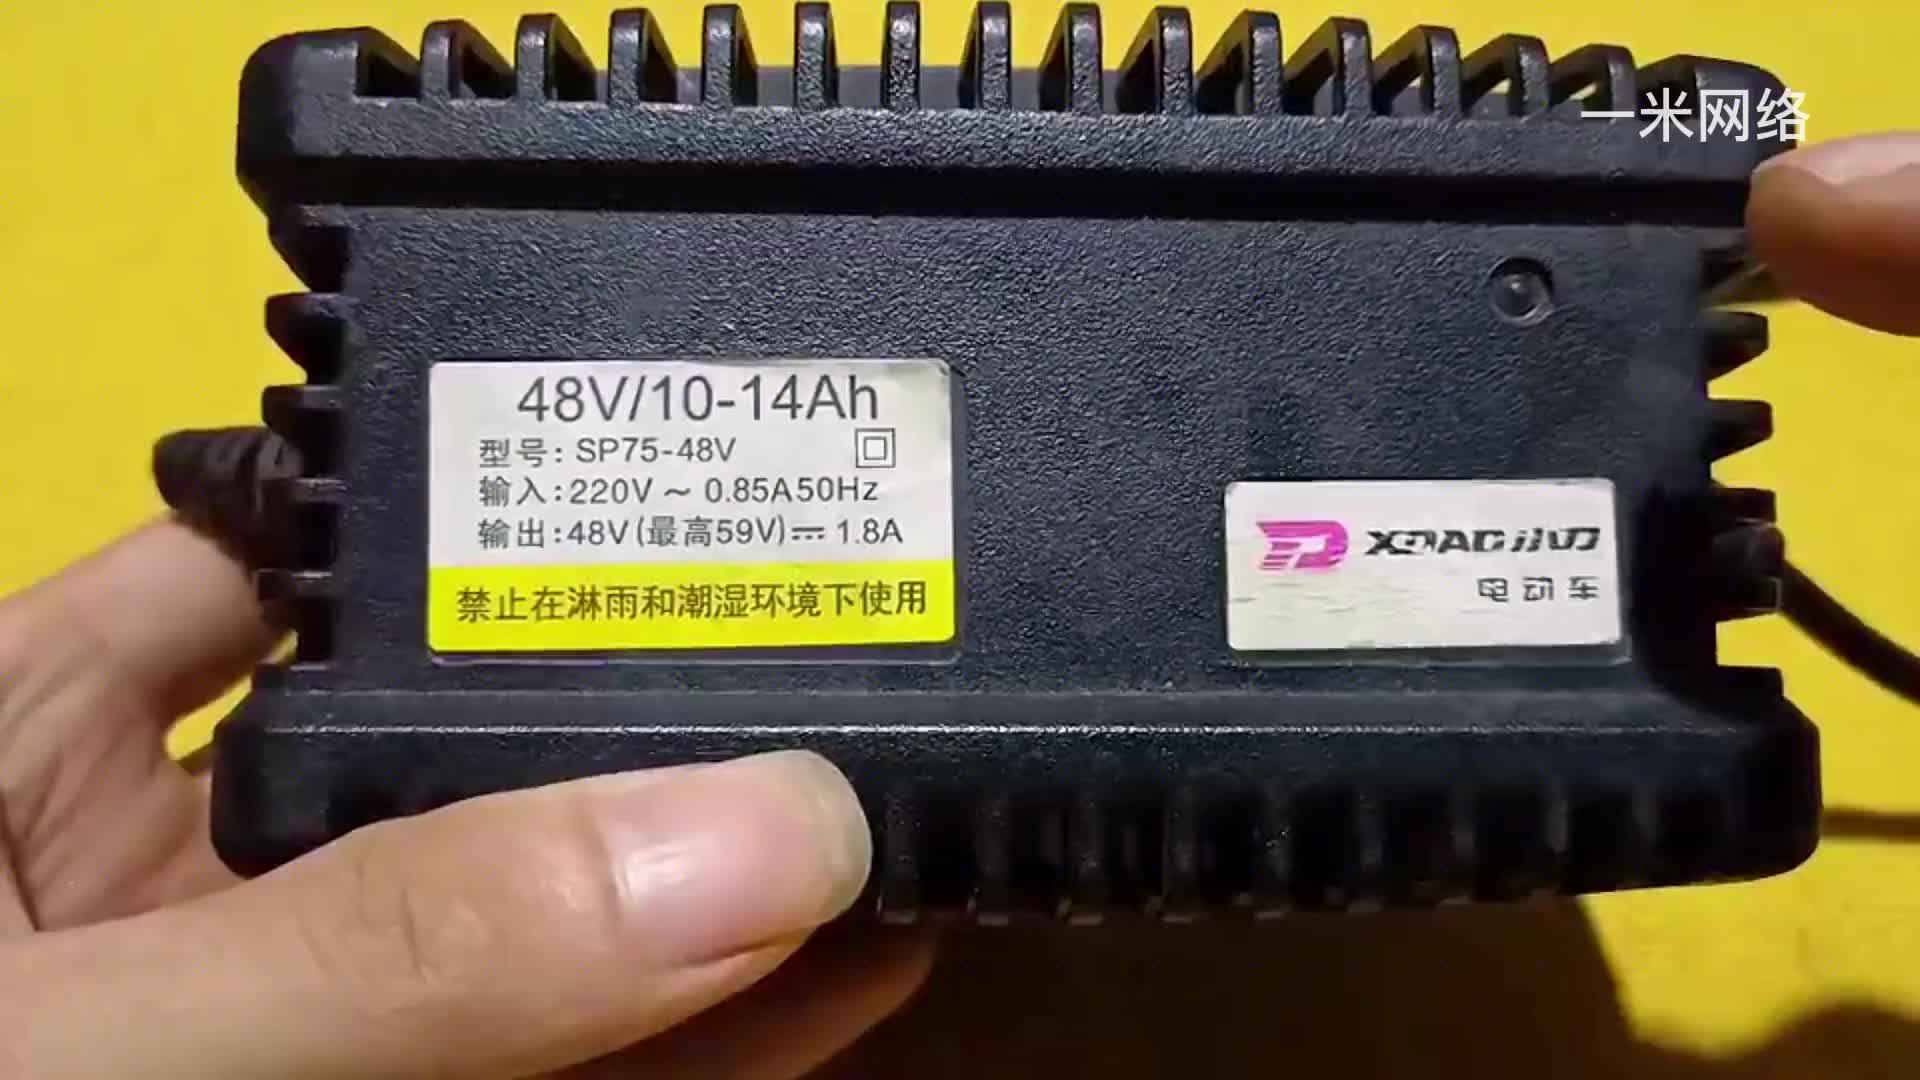 一米网络
48V/10-14Ah
型号: SP75-48V
输入:220V ~ 0.85A50Hz
输出:48V(最高59V)⎓ 1.8A
禁止在淋雨和潮湿环境下使用
电动车